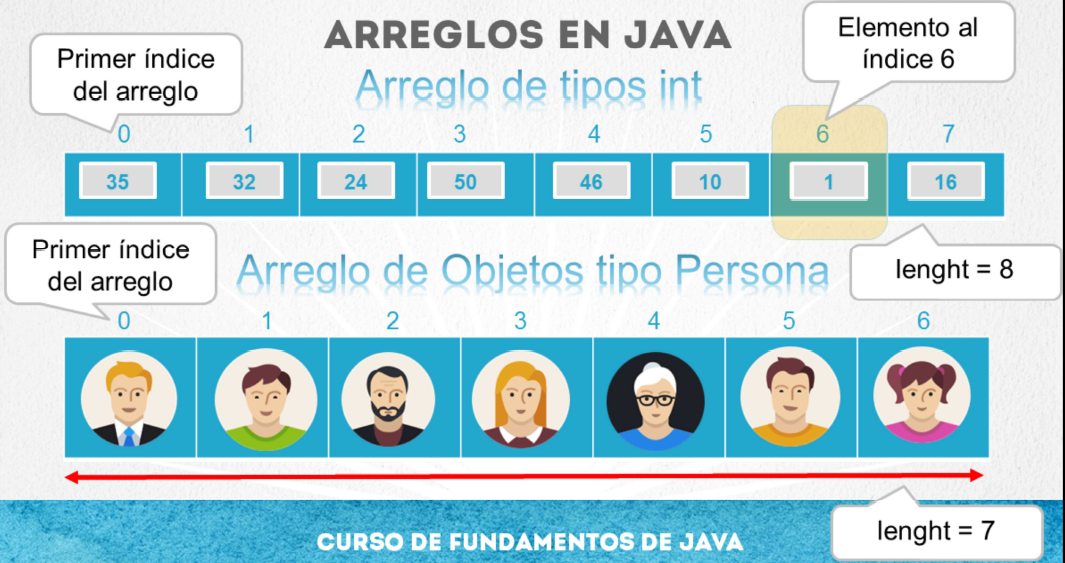 ARREGLOS EN JAVA
Elemento al
índice 6
Primer índice
del arreglo
Arreglo de tipos int
0 1 2 3 4 5 6 7
35 32 24 50 46 10 1 16
Primer índice
del arreglo
Arreglo de Objetos tipo Persona
lenght = 8
0 1 2 3 4 5 6
lenght = 7
CURSO DE FUNDAMENTOS DE JAVA